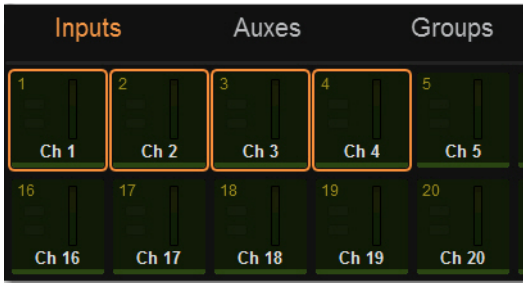 Inputs Auxes Groups
1 2 3 4 5
Ch 1 Ch 2 Ch 3 Ch 4 Ch 5
16 17 18 19 20
Ch 16 Ch 17 Ch 18 Ch 19 Ch 20